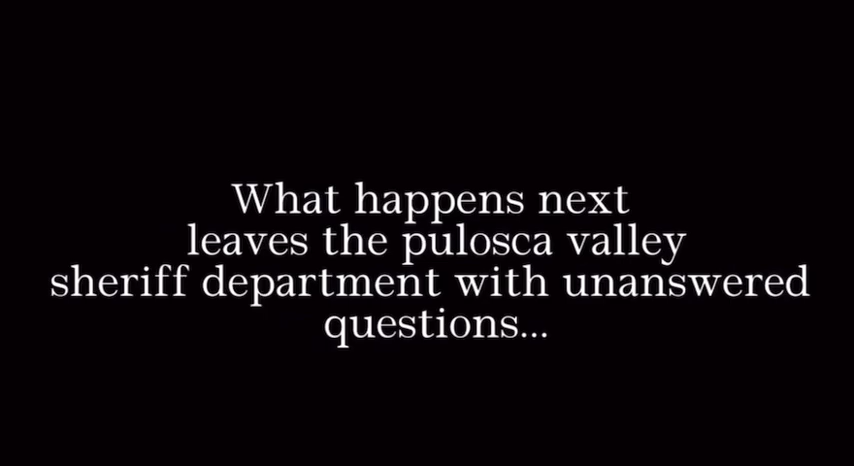 What happens next
leaves the pulosca valley
sheriff department with unanswered
questions...